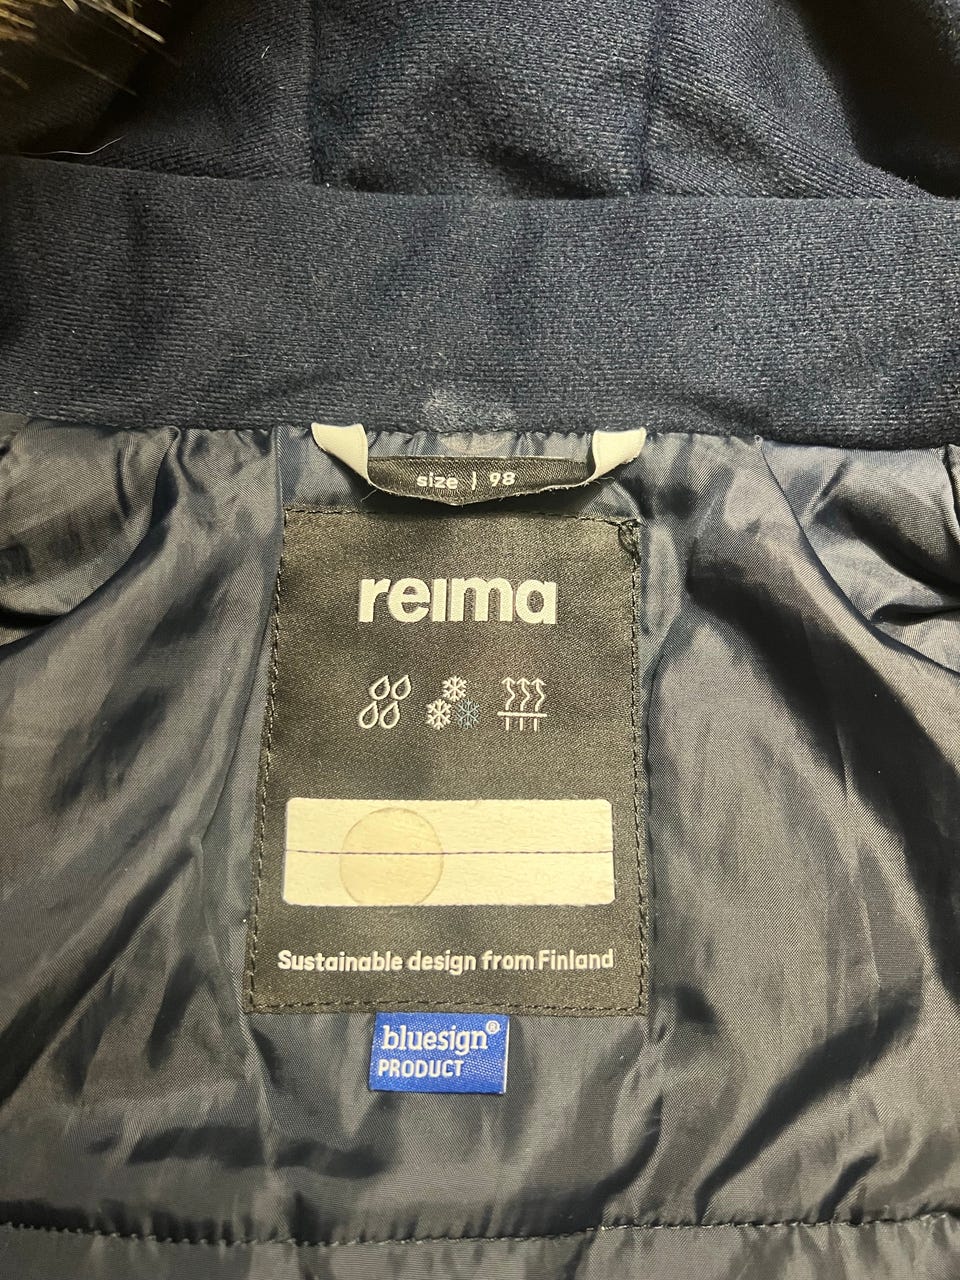 size | 98
reima
Sustainable design from Finland
bluesign®
PRODUCT